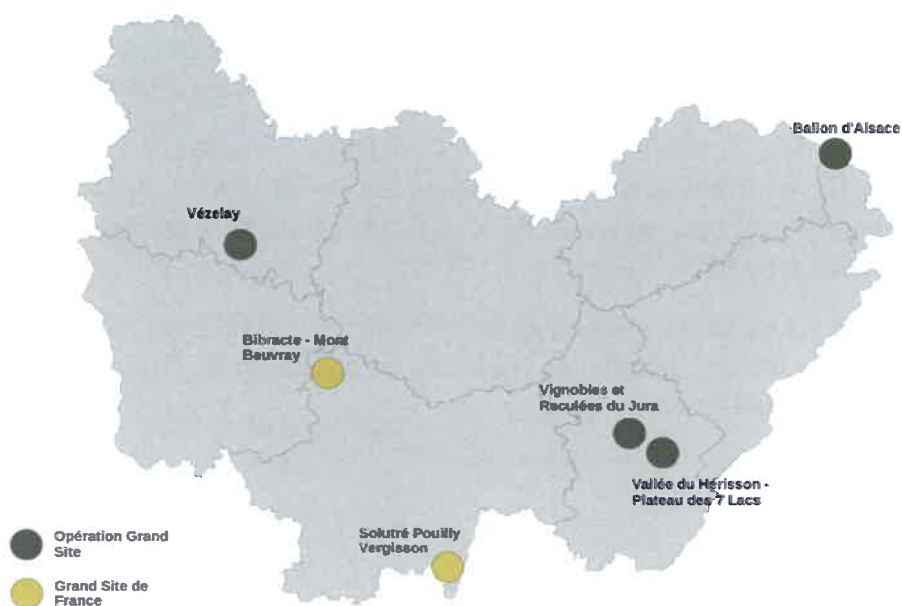 Ballon d'Alsace
Vézelay
Bibracte - Mont
Beuvray
Vignobles et
Reculées du Jura
Vallée du Hérisson -
Plateau des 7 Lacs
Solutré Pouilly
Vergisson
Opération Grand
Site
Grand Site de
France